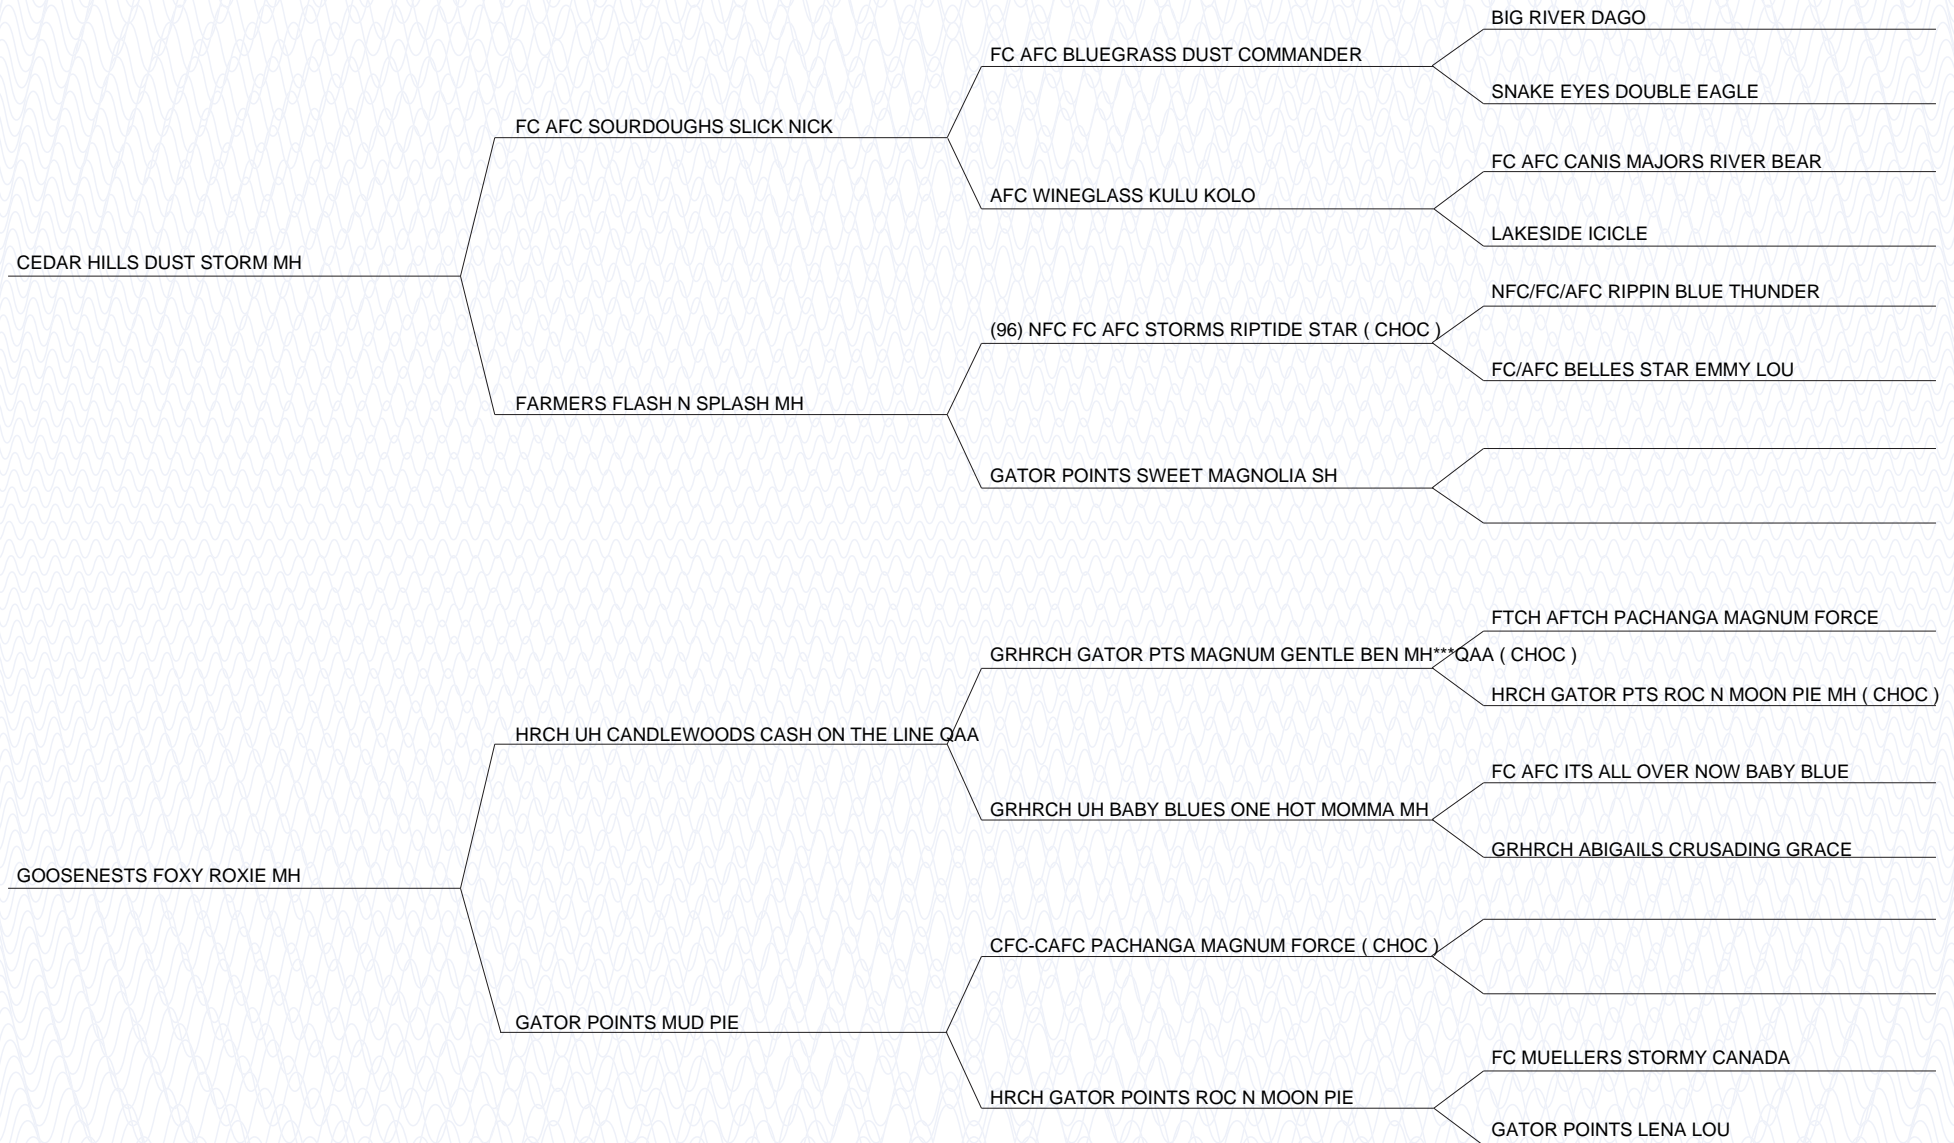 BIG RIVER DAGO
FC AFC BLUEGRASS DUST COMMANDER
SNAKE EYES DOUBLE EAGLE
FC AFC SOURDOUGHS SLICK NICK
FC AFC CANIS MAJORS RIVER BEAR
AFC WINEGLASS KULU KOLO
LAKESIDE ICICLE
CEDAR HILLS DUST STORM MH
NFC/FC/AFC RIPPIN BLUE THUNDER
(96) NFC FC AFC STORMS RIPTIDE STAR ( CHOC )
FC/AFC BELLES STAR EMMY LOU
FARMERS FLASH N SPLASH MH
GATOR POINTS SWEET MAGNOLIA SH
FTCH AFTCH PACHANGA MAGNUM FORCE
GRHRCH GATOR PTS MAGNUM GENTLE BEN MH***QAA ( CHOC )
HRCH GATOR PTS ROC N MOON PIE MH ( CHOC )
HRCH UH CANDLEWOODS CASH ON THE LINE QAA
FC AFC ITS ALL OVER NOW BABY BLUE
GRHRCH UH BABY BLUES ONE HOT MOMMA MH
GRHRCH ABIGAILS CRUSADING GRACE
GOOSENESTS FOXY ROXIE MH
CFC-CAFC PACHANGA MAGNUM FORCE ( CHOC )
GATOR POINTS MUD PIE
FC MUELLERS STORMY CANADA
HRCH GATOR POINTS ROC N MOON PIE
GATOR POINTS LENA LOU